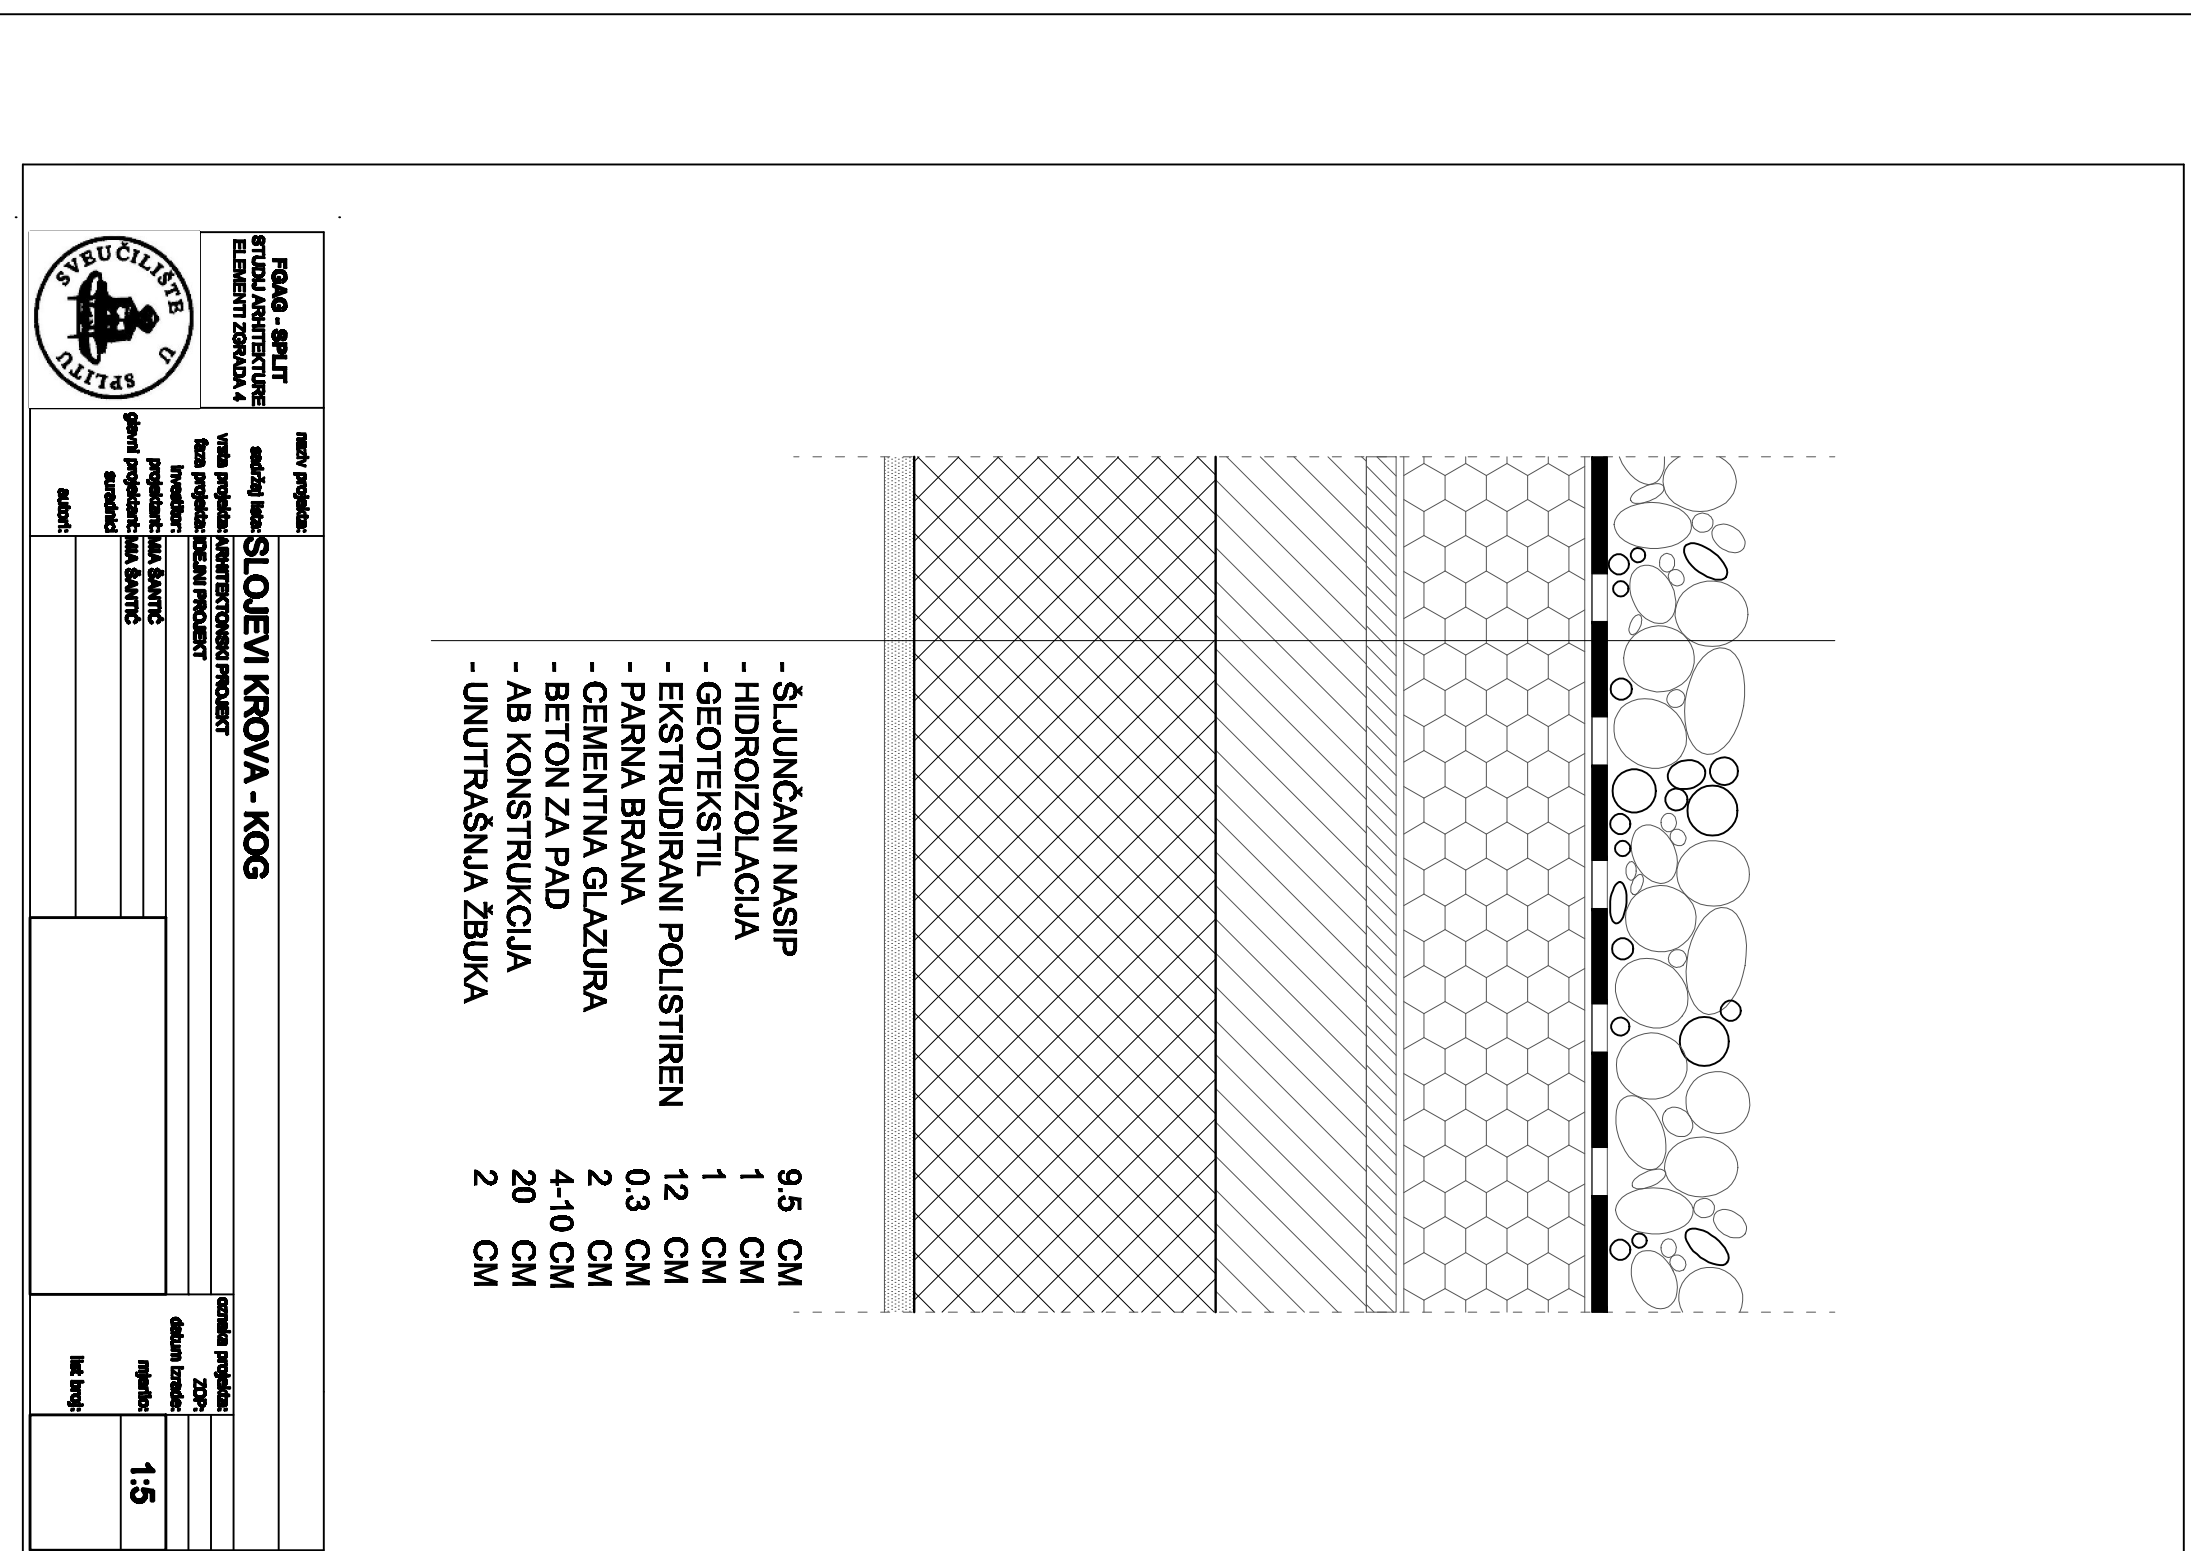 FGAG - SPLIT
STUDIJ ARHITEKTURE
ELEMENTI ZGRADA 4
SVEUČILIŠTE U SPLITU
naziv projekta:
sadržaj lista: SLOJEVI KROVA - KOG
vrsta projekta: ARHITEKTONSKI PROJEKT
faza projekta: IDEJNI PROJEKT
investitor:
projektant: MIA ŠANTIĆ
glavni projektant: MIA ŠANTIĆ
suradnici
autori:
oznaka projekta:
ZOP:
datum izrade:
mjerilo: 1:5
list broj:
- ŠLJUNČANI NASIP 9.5 CM
- HIDROIZOLACIJA 1 CM
- GEOTEKSTIL 1 CM
- EKSTRUDIRANI POLISTIREN 12 CM
- PARNA BRANA 0.3 CM
- CEMENTNA GLAZURA 2 CM
- BETON ZA PAD 4-10 CM
- AB KONSTRUKCIJA 20 CM
- UNUTRAŠNJA ŽBUKA 2 CM